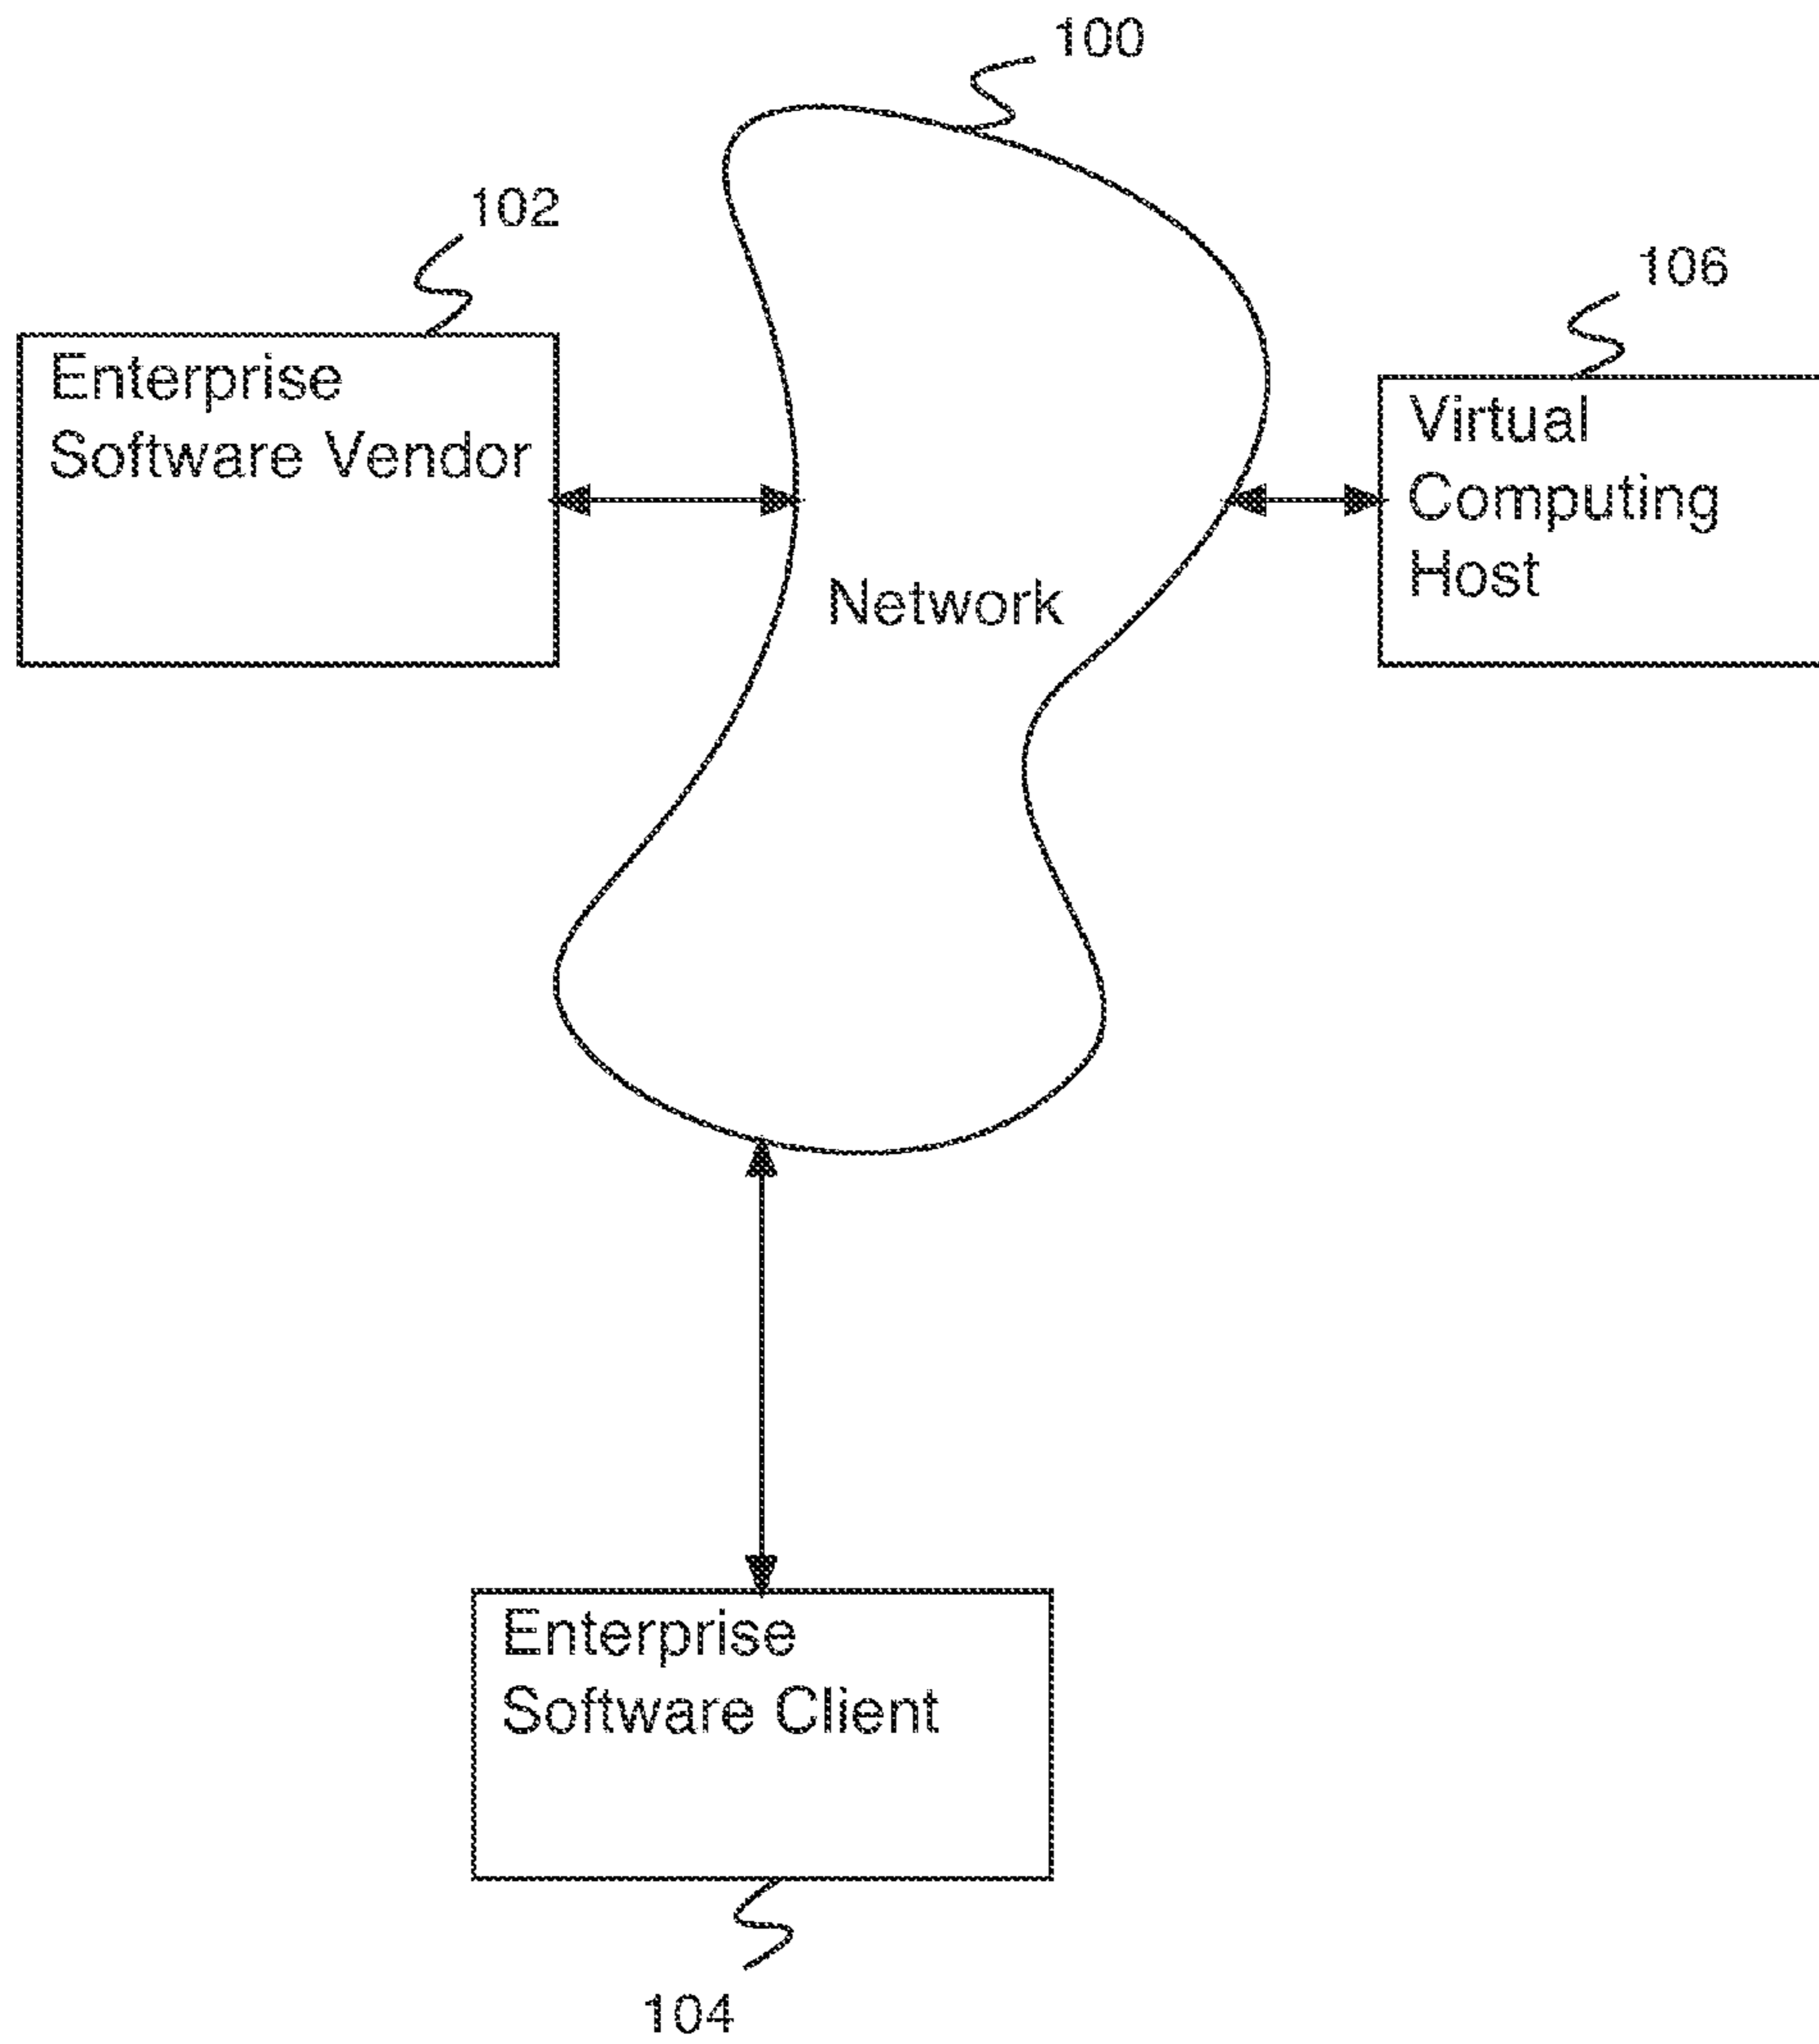 100
102
106
Enterprise
Software Vendor
Virtual
Computing
Host
Network
Enterprise
Software Client
104